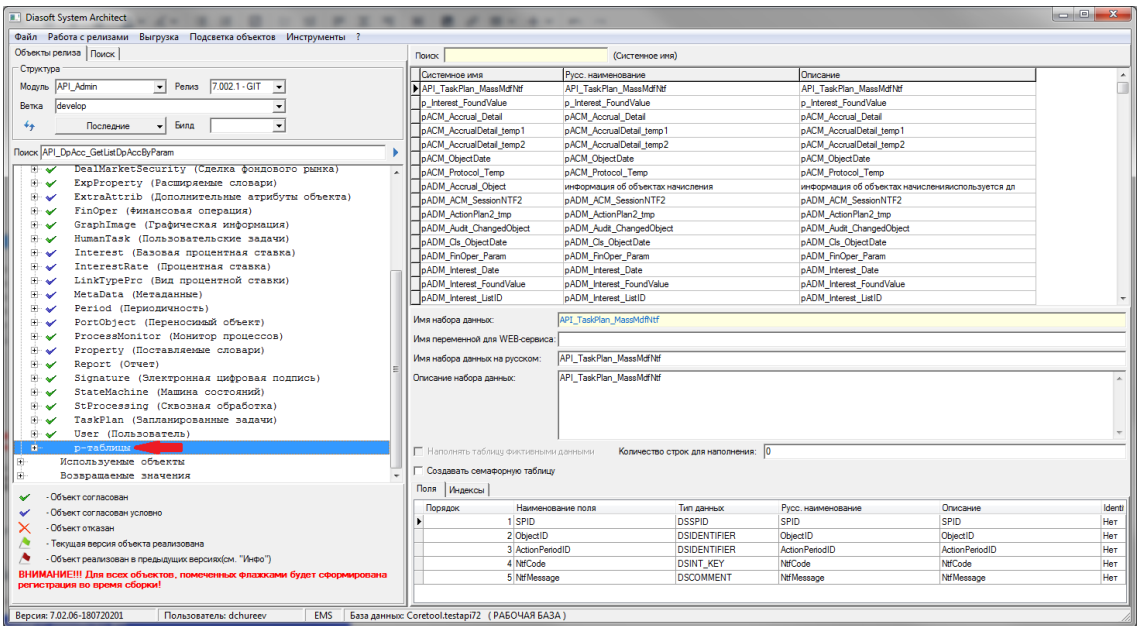 Diasoft System Architect
Файл Работа с релизами Выгрузка Подсветка объектов Инструменты ?
Объекты релиза Поиск
Структура
Модуль API_Admin Релиз 7.002.1 - GIT
Ветка develop
Последние Билд
Поиск API_DpAcc_GetListDpAccByParam
DealMarketSecurity (Сделка фондового рынка)
ExpProperty (Расширяемые словари)
ExtraAttrib (Дополнительные атрибуты объекта)
FinOper (Финансовая операция)
GraphImage (Графическая информация)
HumanTask (Пользовательские задачи)
Interest (Базовая процентная ставка)
InterestRate (Процентная ставка)
LinkTypePrc (Вид процентной ставки)
MetaData (Метаданные)
Period (Периодичность)
PortObject (Переносимый объект)
ProcessMonitor (Монитор процессов)
Property (Поставляемые словари)
Report (Отчет)
Signature (Электронная цифровая подпись)
StateMachine (Машина состояний)
StProcessing (Сквозная обработка)
TaskPlan (Запланированные задачи)
User (Пользователь)
p-таблицы
Используемые объекты
Возвращаемые значения
- Объект согласован
- Объект согласован условно
- Объект отказан
- Текущая версия объекта реализована
- Объект реализован в предыдущих версиях(см. "Инфо")
ВНИМАНИЕ!!! Для всех объектов, помеченных флажками будет сформирована
регистрация во время сборки!
Поиск (Системное имя)
Системное имя Русс. наименование Описание
API_TaskPlan_MassMdfNtf API_TaskPlan_MassMdfNtf API_TaskPlan_MassMdfNtf
p_Interest_FoundValue p_Interest_FoundValue p_Interest_FoundValue
pACM_Accrual_Detail pACM_Accrual_Detail pACM_Accrual_Detail
pACM_AccrualDetail_temp1 pACM_AccrualDetail_temp1 pACM_AccrualDetail_temp1
pACM_AccrualDetail_temp2 pACM_AccrualDetail_temp2 pACM_AccrualDetail_temp2
pACM_ObjectDate pACM_ObjectDate pACM_ObjectDate
pACM_Protocol_Temp pACM_Protocol_Temp pACM_Protocol_Temp
pADM_Accrual_Object информация об объектах начисления информация об объектах начисленияиспользуется дл
pADM_ACM_SessionNTF2 pADM_ACM_SessionNTF2 pADM_ACM_SessionNTF2
pADM_ActionPlan2_tmp pADM_ActionPlan2_tmp pADM_ActionPlan2_tmp
pADM_Audit_ChangedObject pADM_Audit_ChangedObject pADM_Audit_ChangedObject
pADM_Cls_ObjectDate pADM_Cls_ObjectDate pADM_Cls_ObjectDate
pADM_FinOper_Param pADM_FinOper_Param pADM_FinOper_Param
pADM_Interest_Date pADM_Interest_Date pADM_Interest_Date
pADM_Interest_FoundValue pADM_Interest_FoundValue pADM_Interest_FoundValue
pADM_Interest_ListID pADM_Interest_ListID pADM_Interest_ListID
Имя набора данных: API_TaskPlan_MassMdfNtf
Имя переменной для WEB-сервиса:
Имя набора данных на русском: API_TaskPlan_MassMdfNtf
Описание набора данных: API_TaskPlan_MassMdfNtf
Наполнять таблицу фиктивеными данными Количество строк для наполнения: 0
Создавать семафорную таблицу
Поля Индексы
Порядок Наименование поля Тип данных Русс. наименование Описание Identi
1 SPID DSSPID SPID SPID Нет
2 ObjectID DSIDENTIFIER ObjectID ObjectID Нет
3 ActionPeriodID DSIDENTIFIER ActionPeriodID ActionPeriodID Нет
4 NtfCode DSINT_KEY NtfCode NtfCode Нет
5 NtfMessage DSCOMMENT NtfMessage NtfMessage Нет
Версия: 7.02.06-180720201 Пользователь: dchureev EMS База данных: Coretool.testapi72 ( РАБОЧАЯ БАЗА )